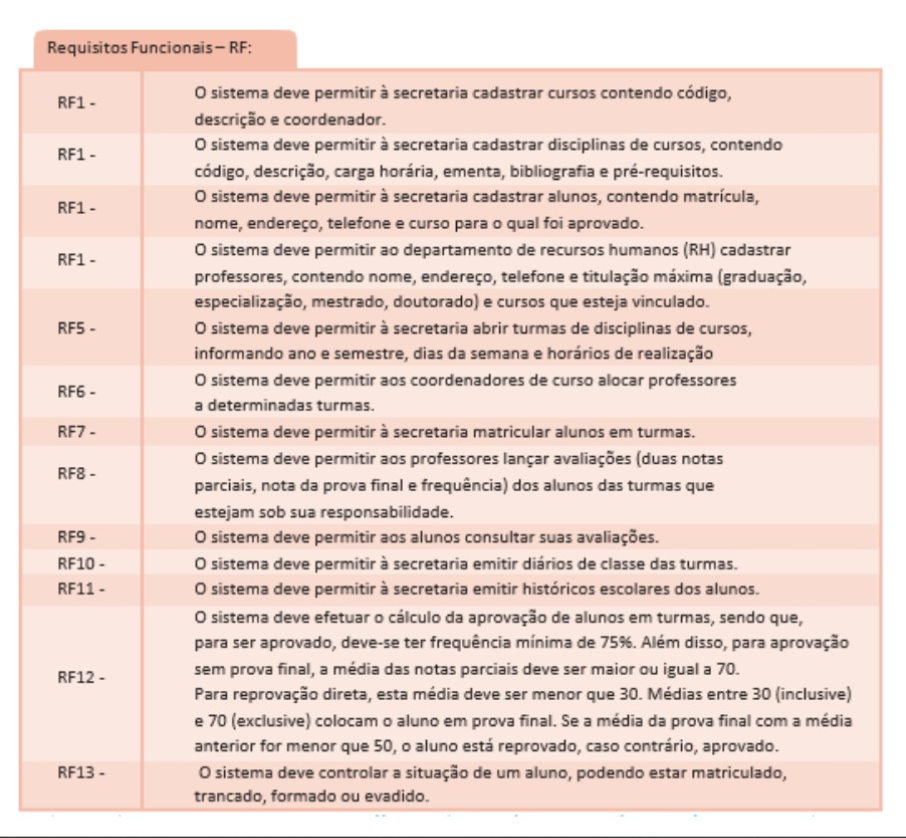 Requisitos Funcionais – RF:
RF1 -
O sistema deve permitir à secretaria cadastrar cursos contendo código,
descrição e coordenador.
RF1 -
O sistema deve permitir à secretaria cadastrar disciplinas de cursos, contendo
código, descrição, carga horária, ementa, bibliografia e pré-requisitos.
RF1 -
O sistema deve permitir à secretaria cadastrar alunos, contendo matrícula,
nome, endereço, telefone e curso para o qual foi aprovado.
RF1 -
O sistema deve permitir ao departamento de recursos humanos (RH) cadastrar
professores, contendo nome, endereço, telefone e titulação máxima (graduação,
especialização, mestrado, doutorado) e cursos que esteja vinculado.
RF5 -
O sistema deve permitir à secretaria abrir turmas de disciplinas de cursos,
informando ano e semestre, dias da semana e horários de realização
RF6 -
O sistema deve permitir aos coordenadores de curso alocar professores
a determinadas turmas.
RF7 -
O sistema deve permitir à secretaria matricular alunos em turmas.
RF8 -
O sistema deve permitir aos professores lançar avaliações (duas notas
parciais, nota da prova final e frequência) dos alunos das turmas que
estejam sob sua responsabilidade.
RF9 -
O sistema deve permitir aos alunos consultar suas avaliações.
RF10 -
O sistema deve permitir à secretaria emitir diários de classe das turmas.
RF11 -
O sistema deve permitir à secretaria emitir históricos escolares dos alunos.
RF12 -
O sistema deve efetuar o cálculo da aprovação de alunos em turmas, sendo que,
para ser aprovado, deve-se ter frequência mínima de 75%. Além disso, para aprovação
sem prova final, a média das notas parciais deve ser maior ou igual a 70.
Para reprovação direta, esta média deve ser menor que 30. Médias entre 30 (inclusive)
e 70 (exclusive) colocam o aluno em prova final. Se a média da prova final com a média
anterior for menor que 50, o aluno está reprovado, caso contrário, aprovado.
RF13 -
O sistema deve controlar a situação de um aluno, podendo estar matriculado,
trancado, formado ou evadido.